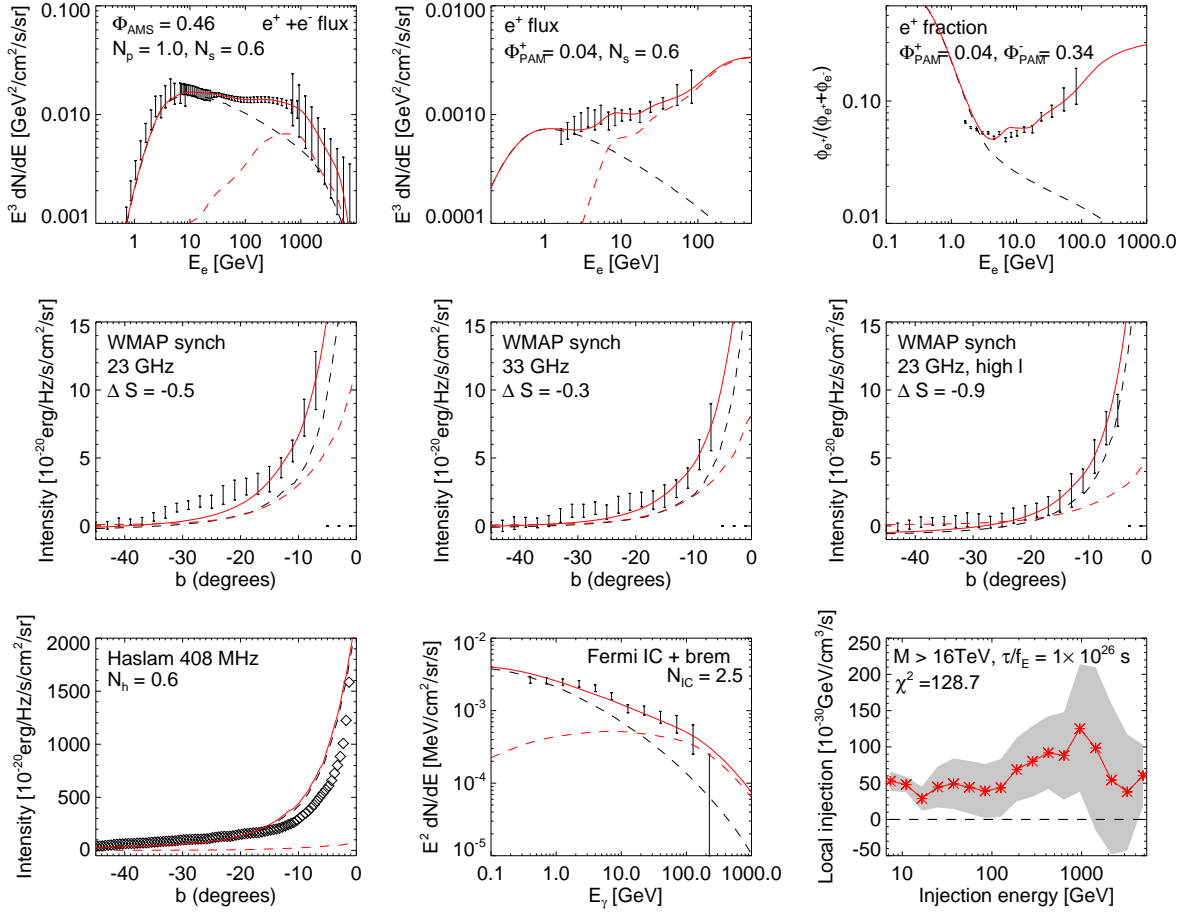 0.100
0.010
0.001
1 10 100 1000
E_e [GeV]
E³ dN/dE [GeV²/cm²/s/sr]
Φ_AMS = 0.46 e⁺ +e⁻ flux
N_p = 1.0, N_s = 0.6
0.0100
0.0010
0.0001
1 10 100
E_e [GeV]
E³ dN/dE [GeV²/cm²/s/sr]
e⁺ flux
Φ⁺_PAM = 0.04, N_s = 0.6
0.10
0.01
0.1 1.0 10.0 100.0 1000.0
E_e [GeV]
ϕ_e⁺/(ϕ_e⁺+ϕ_e⁻)
e⁺ fraction
Φ⁺_PAM = 0.04, Φ⁻_PAM = 0.34
15
10
5
0
-40 -30 -20 -10 0
b (degrees)
Intensity [10⁻²⁰erg/Hz/s/cm²/sr]
WMAP synch
23 GHz
Δ S = -0.5
15
10
5
0
-40 -30 -20 -10 0
b (degrees)
Intensity [10⁻²⁰erg/Hz/s/cm²/sr]
WMAP synch
33 GHz
Δ S = -0.3
15
10
5
0
-40 -30 -20 -10 0
b (degrees)
Intensity [10⁻²⁰erg/Hz/s/cm²/sr]
WMAP synch
23 GHz, high l
Δ S = -0.9
2000
1500
1000
500
0
-40 -30 -20 -10 0
b (degrees)
Intensity [10⁻²⁰erg/Hz/s/cm²/sr]
Haslam 408 MHz
N_h = 0.6
10⁻²
10⁻³
10⁻⁴
10⁻⁵
0.1 1.0 10.0 100.0 1000.0
E_γ [GeV]
E² dN/dE [MeV/cm²/sr/s]
Fermi IC + brem
N_IC = 2.5
250
200
150
100
50
0
-50
10 100 1000
Injection energy [GeV]
Local injection [10⁻³⁰GeV/cm³/s]
M > 16TeV, τ/f_E = 1× 10²⁶ s
χ² =128.7